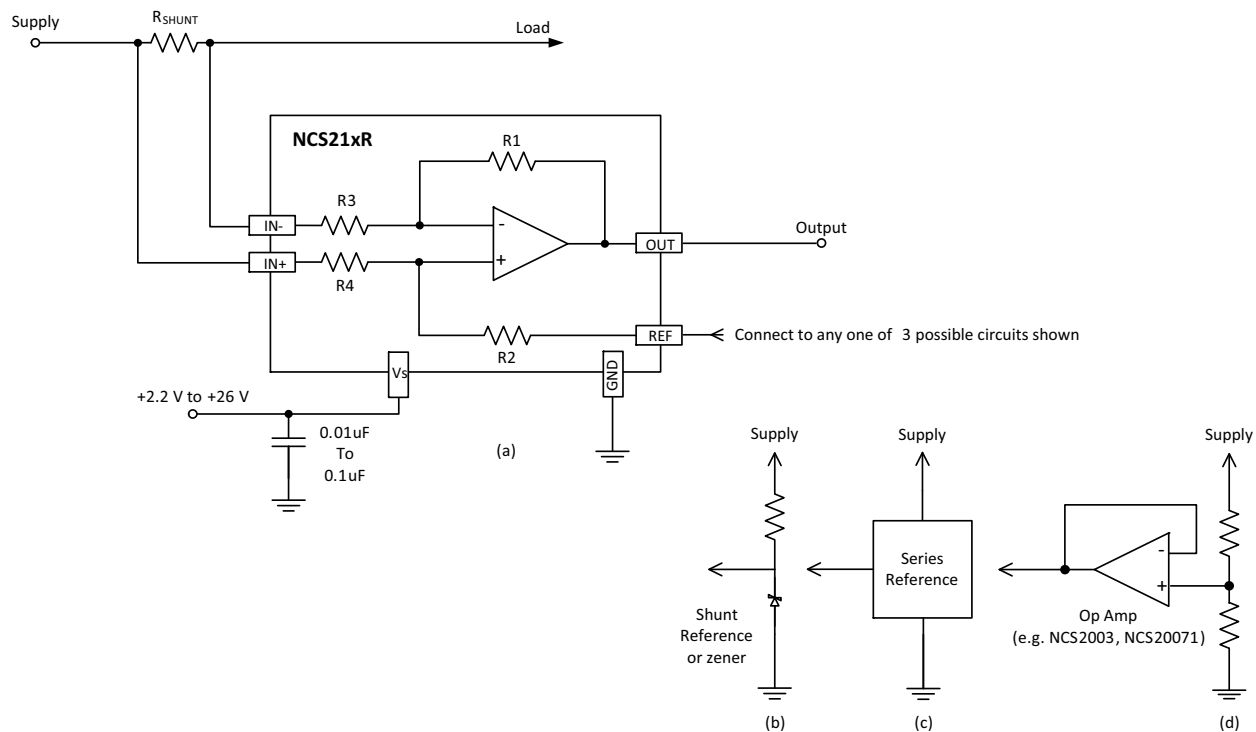 Supply
RSHUNT
Load
NCS21xR
R1
R3
IN-
-
Output
OUT
IN+
+
R4
R2
REF
Connect to any one of 3 possible circuits shown
Vs
GND
+2.2 V to +26 V
0.01uF
To
0.1uF
(a)
Supply
Supply
Supply
Series
Reference
-
+
Shunt
Reference
or zener
Op Amp
(e.g. NCS2003, NCS20071)
(b)
(c)
(d)